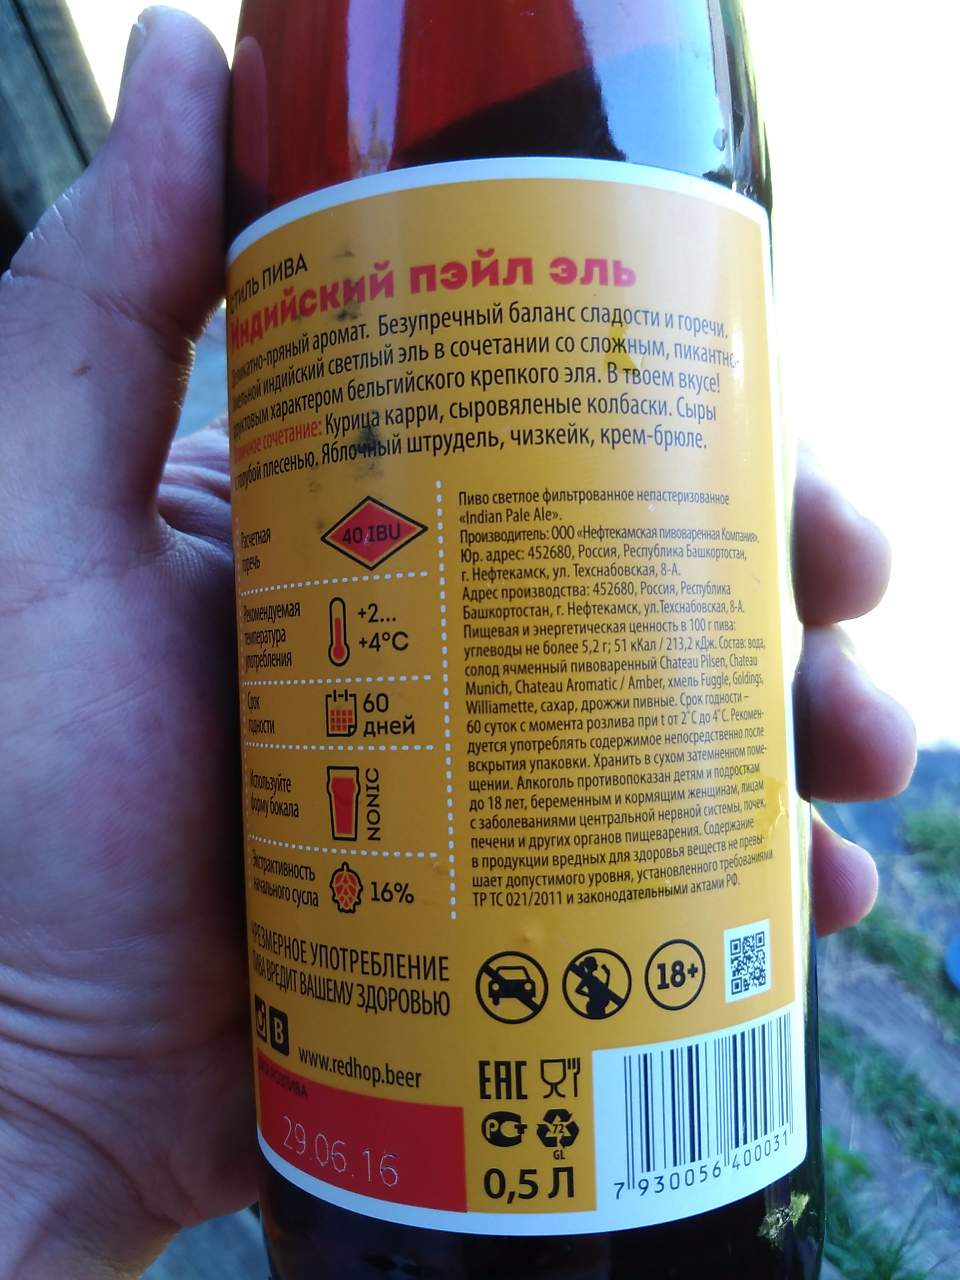 СТИЛЬ ПИВА
Индийский пэйл эль
Деликатно-пряный аромат. Безупречный баланс сладости и горечи.
хмельной индийский светлый эль в сочетании со сложным, пикантно-
фруктовым характером бельгийского крепкого эля. В твоем вкусе!
сочетание: Курица карри, сыровяленые колбаски. Сыры
голубой плесенью. Яблочный штрудель, чизкейк, крем-брюле.
Расчетная
горечь
40 IBU
Рекомендуемая
температура
употребления
+2...
+4°C
Срок
годности
60
дней
Используйте
форму бокала
NONIC
Экстрактивность
начального сусла
16%
Пиво светлое фильтрованное непастеризованное
«Indian Pale Ale».
Производитель: ООО «Нефтекамская пивоваренная Компания».
Юр. адрес: 452680, Россия, Республика Башкортостан,
г. Нефтекамск, ул. Техснабовская, 8-А.
Адрес производства: 452680, Россия, Республика
Башкортостан, г. Нефтекамск, ул.Техснабовская, 8-А.
Пищевая и энергетическая ценность в 100 г пива:
углеводы не более 5,2 г; 51 кКал / 213,2 кДж. Состав: вода,
солод ячменный пивоваренный Chateau Pilsen, Chateau
Munich, Chateau Aromatic / Amber, хмель Fuggle, Goldings,
Williamette, сахар, дрожжи пивные. Срок годности –
60 суток с момента розлива при t от 2˚С до 4˚С. Рекомен-
дуется употреблять содержимое непосредственно после
вскрытия упаковки. Хранить в сухом затемненном поме-
щении. Алкоголь противопоказан детям и подросткам
до 18 лет, беременным и кормящим женщинам, лицам
с заболеваниями центральной нервной системы, почек,
печени и других органов пищеварения. Содержание
в продукции вредных для здоровья веществ не превы-
шает допустимого уровня, установленного требованиями
ТР ТС 021/2011 и законодательными актами РФ.
ЧРЕЗМЕРНОЕ УПОТРЕБЛЕНИЕ
ПИВА ВРЕДИТ ВАШЕМУ ЗДОРОВЬЮ
18+
B
www.redhop.beer
РОЗЛИВА
29.06.16
EAC
PC
72
GL
0,5 Л
7 930056 400031